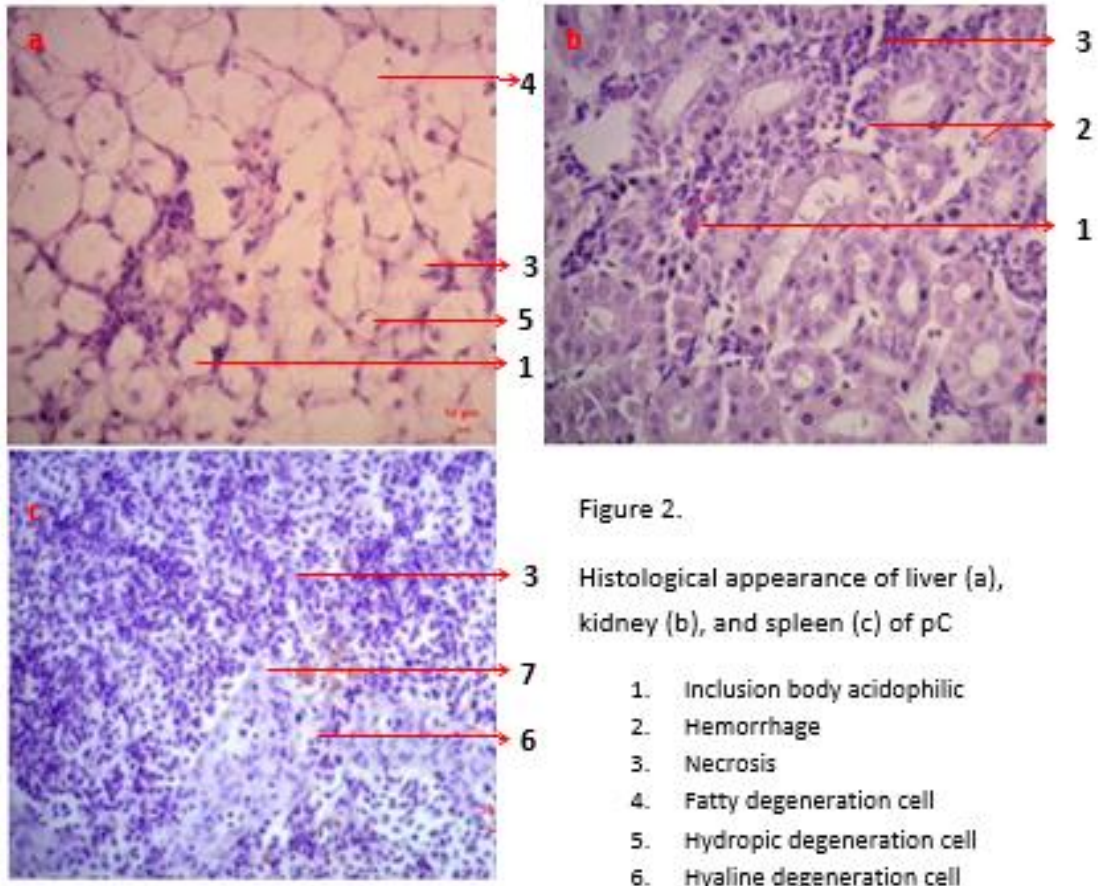 a
4
3
5
1
b
3
2
1
c
3
7
6
Figure 2.
Histological appearance of liver (a),
kidney (b), and spleen (c) of pC
1. Inclusion body acidophilic
2. Hemorrhage
3. Necrosis
4. Fatty degeneration cell
5. Hydropic degeneration cell
6. Hyaline degeneration cell